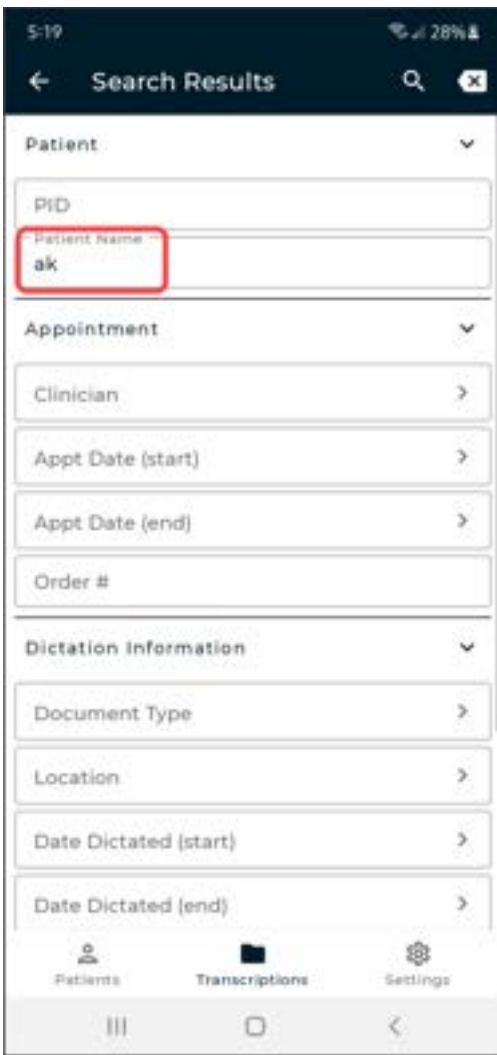 5:19 28%
Search Results
Patient
PID
Patient Name
ak
Appointment
Clinician
Appt Date (start)
Appt Date (end)
Order #
Dictation Information
Document Type
Location
Date Dictated (start)
Date Dictated (end)
Patients Transcriptions Settings